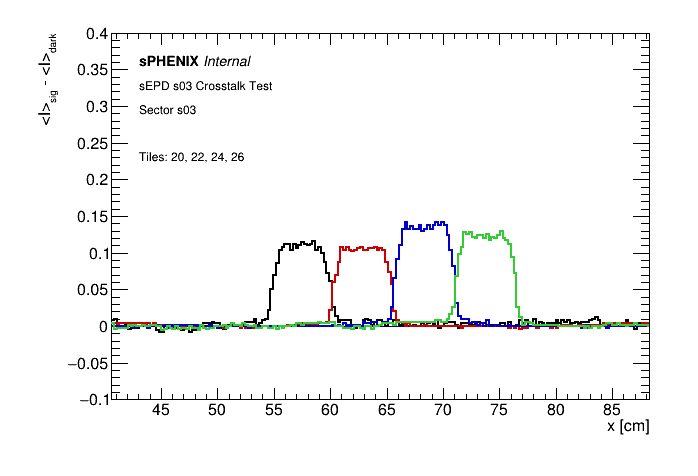 0.4
sPHENIX Internal
0.35
sEPD s03 Crosstalk Test
Sector s03
0.3
0.25
Tiles: 20, 22, 24, 26
0.2
0.15
0.1
0.05
0
−0.05
−0.1
<I>sig - <I>dark
45 50 55 60 65 70 75 80 85
x [cm]